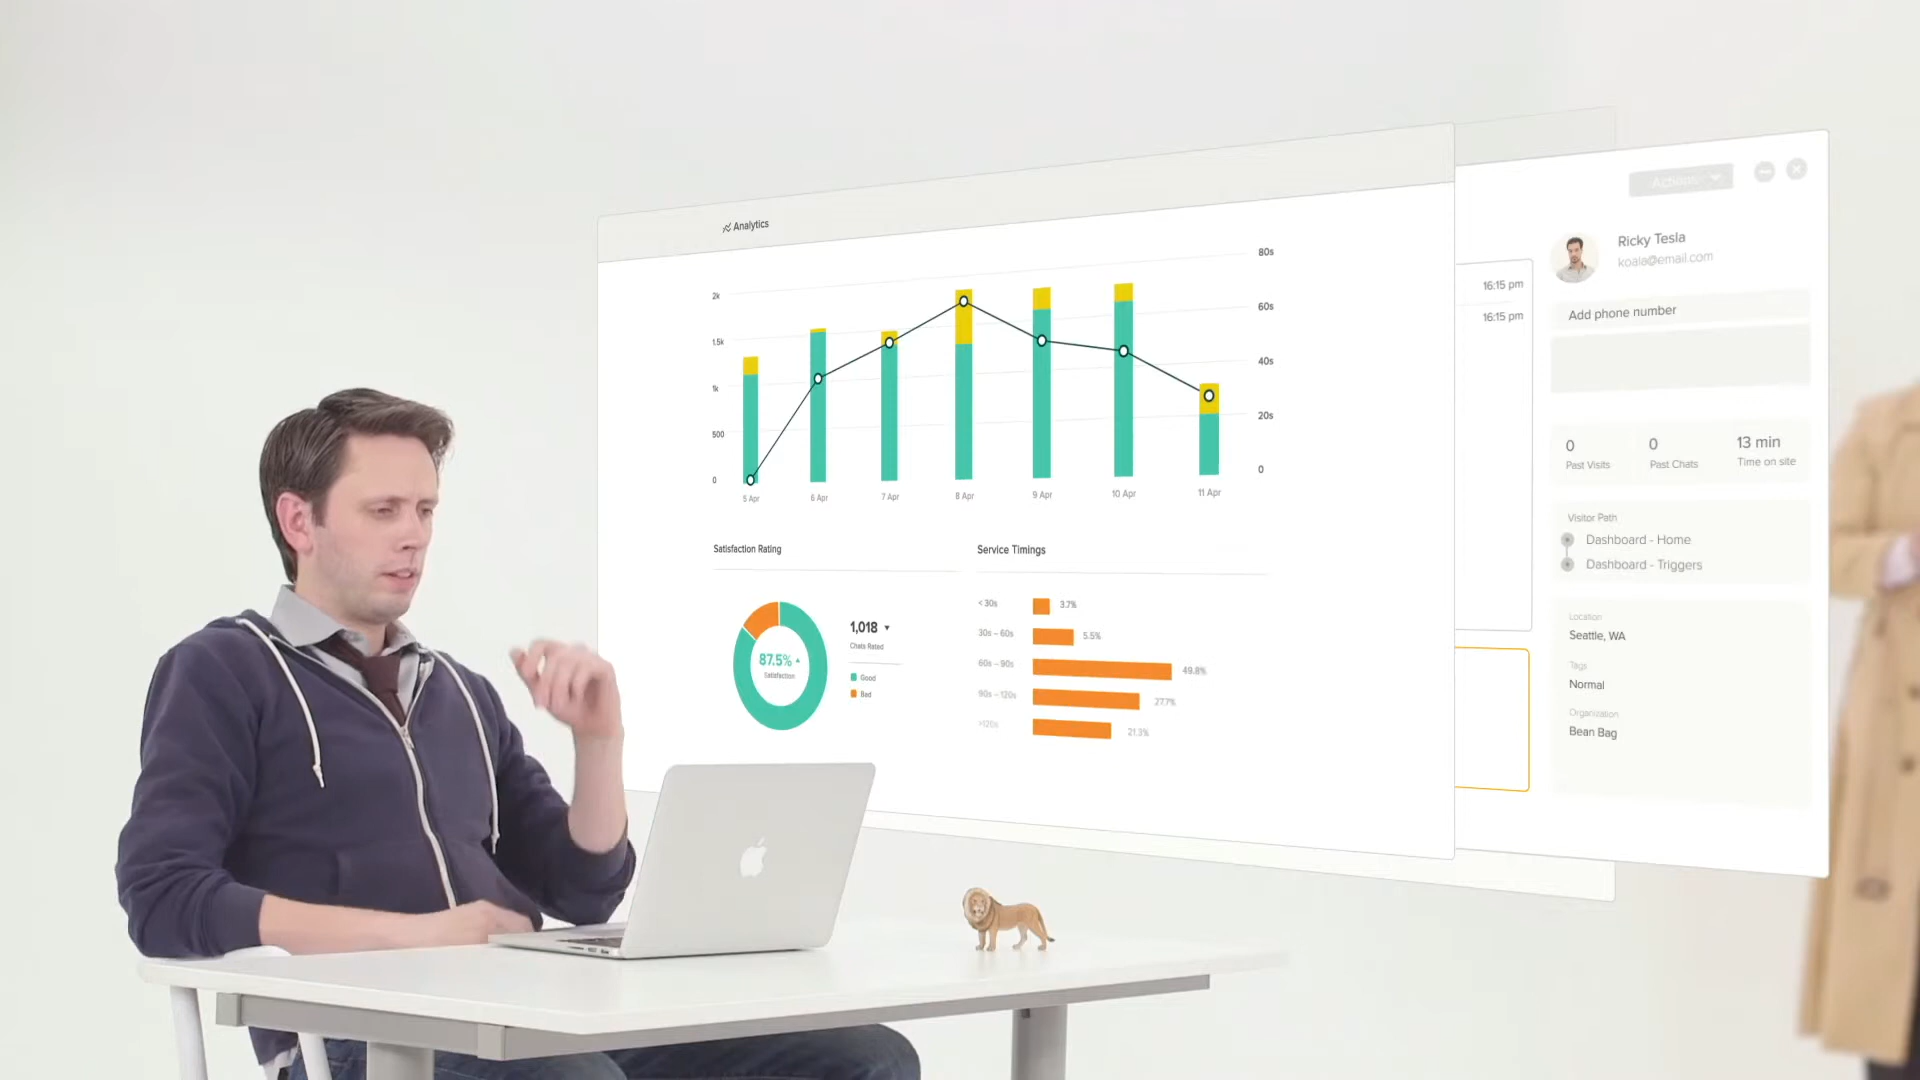 Analytics
80s
2k
60s
1.5k
40s
1k
20s
500
0
0
5 Apr
6 Apr
7 Apr
8 Apr
9 Apr
10 Apr
11 Apr
Satisfaction Rating
87.5%
Satisfaction
1,018
Chats Rated
Good
Bad
Service Timings
< 30s
3.7%
30s – 60s
5.5%
60s – 90s
49.8%
90s – 120s
27.7%
>120s
21.3%
16:15 pm
16:15 pm
Actions
Ricky Tesla
koala@email.com
Add phone number
0
Past Visits
0
Past Chats
13 min
Time on site
Visitor Path
Dashboard - Home
Dashboard - Triggers
Location
Seattle, WA
Tags
Normal
Organization
Bean Bag